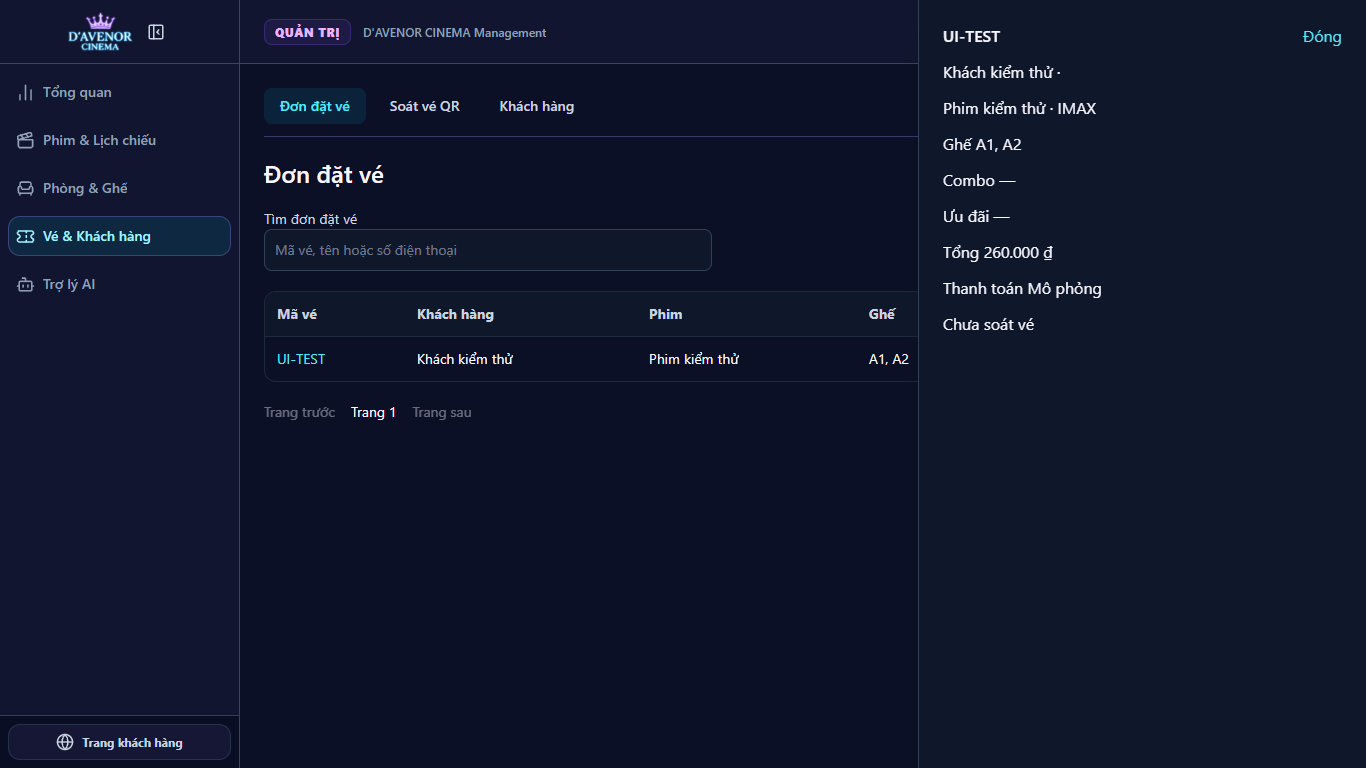 D'AVENOR
CINEMA
Tổng quan
Phim & Lịch chiếu
Phòng & Ghế
Vé & Khách hàng
Trợ lý AI
Trang khách hàng
QUẢN TRỊ
D'AVENOR CINEMA Management
Đơn đặt vé
Soát vé QR
Khách hàng
Đơn đặt vé
Tìm đơn đặt vé
Mã vé, tên hoặc số điện thoại
Mã vé Khách hàng Phim Ghế
UI-TEST Khách kiểm thử Phim kiểm thử A1, A2
Trang trước Trang 1 Trang sau
UI-TEST
Đóng
Khách kiểm thử ·
Phim kiểm thử · IMAX
Ghế A1, A2
Combo —
Ưu đãi —
Tổng 260.000 ₫
Thanh toán Mô phỏng
Chưa soát vé